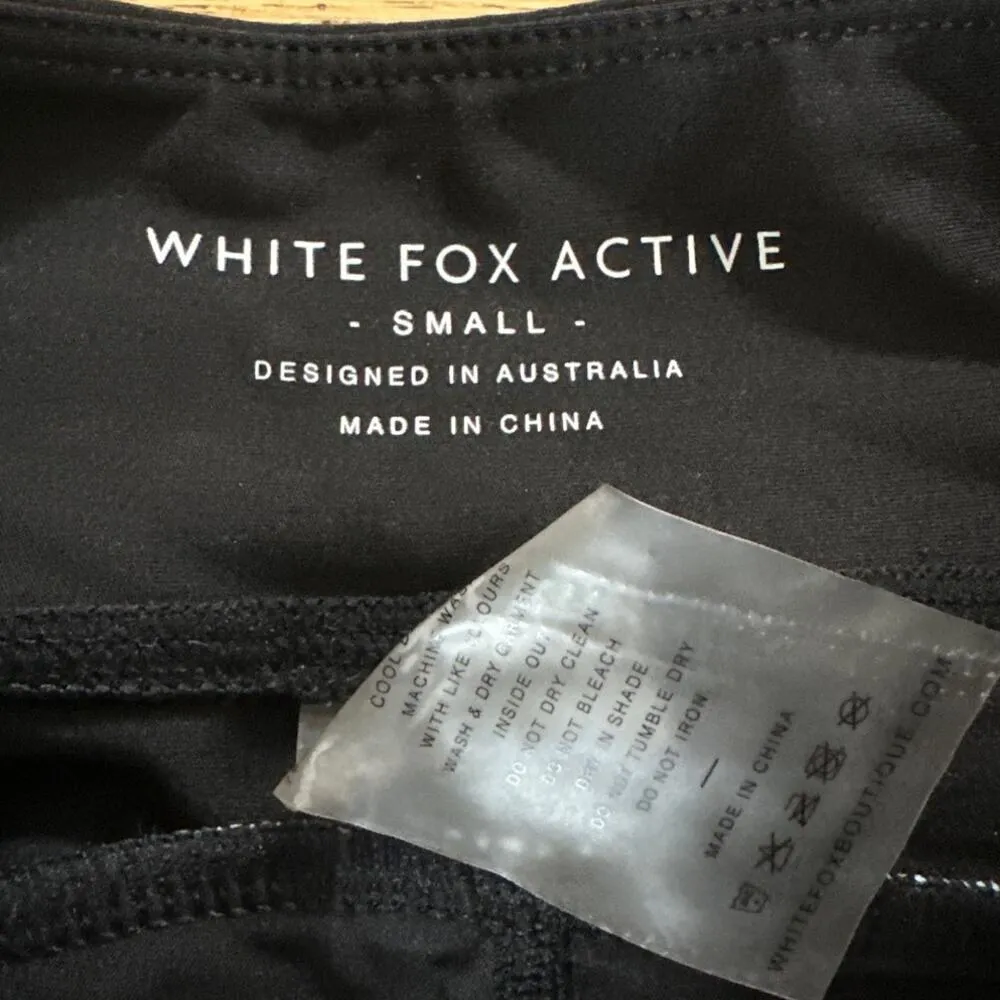 WHITE FOX ACTIVE
- SMALL -
DESIGNED IN AUSTRALIA
MADE IN CHINA
COOL
MACHINE WAS
WITH LIKE COLOURS
WASH & DRY GARMENT
INSIDE OUT
DO NOT DRY CLEAN
DO NOT BLEACH
DRY IN SHADE
DO NOT TUMBLE DRY
DO NOT IRON
MADE IN CHINA
WHITEFOXBOUTIQUE.COM